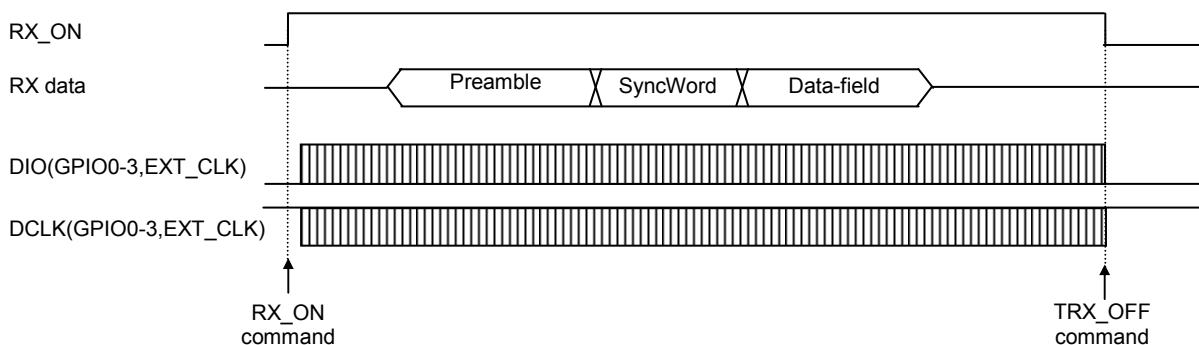 RX_ON
RX data
Preamble
SyncWord
Data-field
DIO(GPIO0-3,EXT_CLK)
DCLK(GPIO0-3,EXT_CLK)
RX_ON
command
TRX_OFF
command